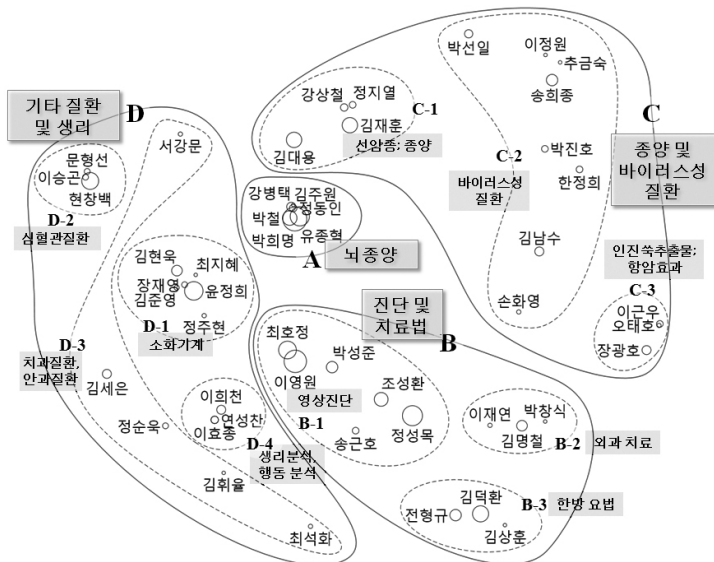 박선일
이정원
추금숙
송희종
강상철
정지열
C-1
김재훈
선암종; 종양
김대용
C
종양 및
바이러스성
질환
C-2
바이러스성
질환
박진호
한정희
김남수
손화영
인진쑥추출물;
항암효과
C-3
이근우
오태호
장광호
기타 질환
및 생리
D
서강문
문형선
이승곤
현창백
D-2
심혈관질환
강병택
김주원
박철
정동인
박희명
유종혁
A
뇌종양
김현욱
최지혜
장재영
김준영
윤정희
정주현
D-1
소화기계
D-3
치과질환,
안과질환
김세은
정순욱
이희천
연성찬
이효종
D-4
생리분석,
행동 분석
김휘율
최석화
진단 및
치료법
B
최호정
박성준
이영원
영상진단
조성환
B-1
송근호
정성목
이재연
박창식
김명철
B-2
외과 치료
김덕환
B-3
한방 요법
전형규
김상훈